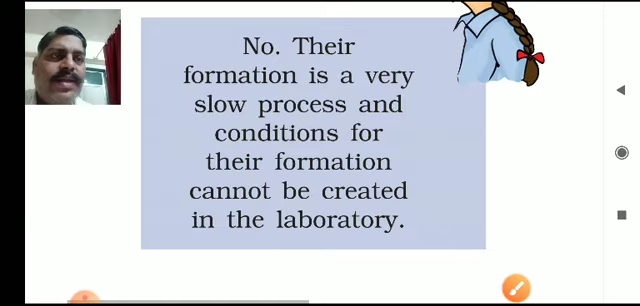 No. Their
formation is a very
slow process and
conditions for
their formation
cannot be created
in the laboratory.